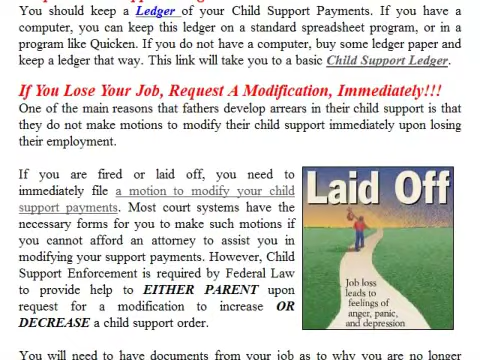 You should keep a Ledger of your Child Support Payments. If you have a
computer, you can keep this ledger on a standard spreadsheet program, or in a
program like Quicken. If you do not have a computer, buy some ledger paper and
keep a ledger that way. This link will take you to a basic Child Support Ledger.
If You Lose Your Job, Request A Modification, Immediately!!!
One of the main reasons that fathers develop arrears in their child support is that
they do not make motions to modify their child support immediately upon losing
their employment.
If you are fired or laid off, you need to
immediately file a motion to modify your child
support payments. Most court systems have the
necessary forms for you to make such motions if
you cannot afford an attorney to assist you in
modifying your support payments. However, Child
Support Enforcement is required by Federal Law
to provide help to EITHER PARENT upon
request for a modification to increase OR
DECREASE a child support order.
Laid Off
Job loss
leads to
feelings of
anger, panic,
and depression
You will need to have documents from your job as to why you are no longer